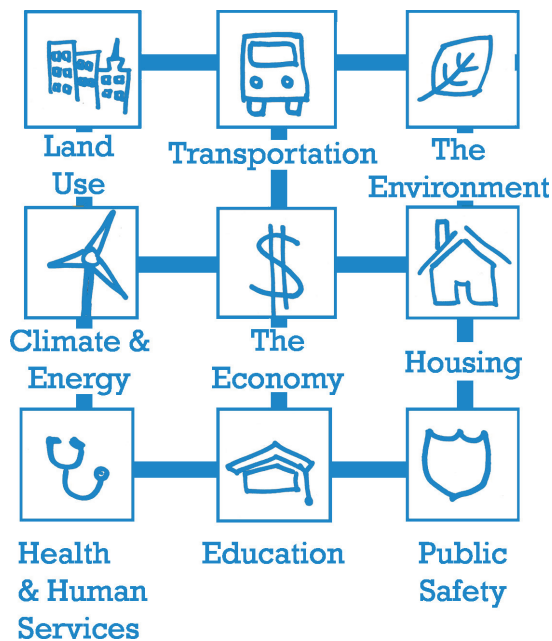 Land
Use
Transportation
The
Environment
$
Climate &
Energy
The
Economy
Housing
Health
& Human
Services
Education
Public
Safety